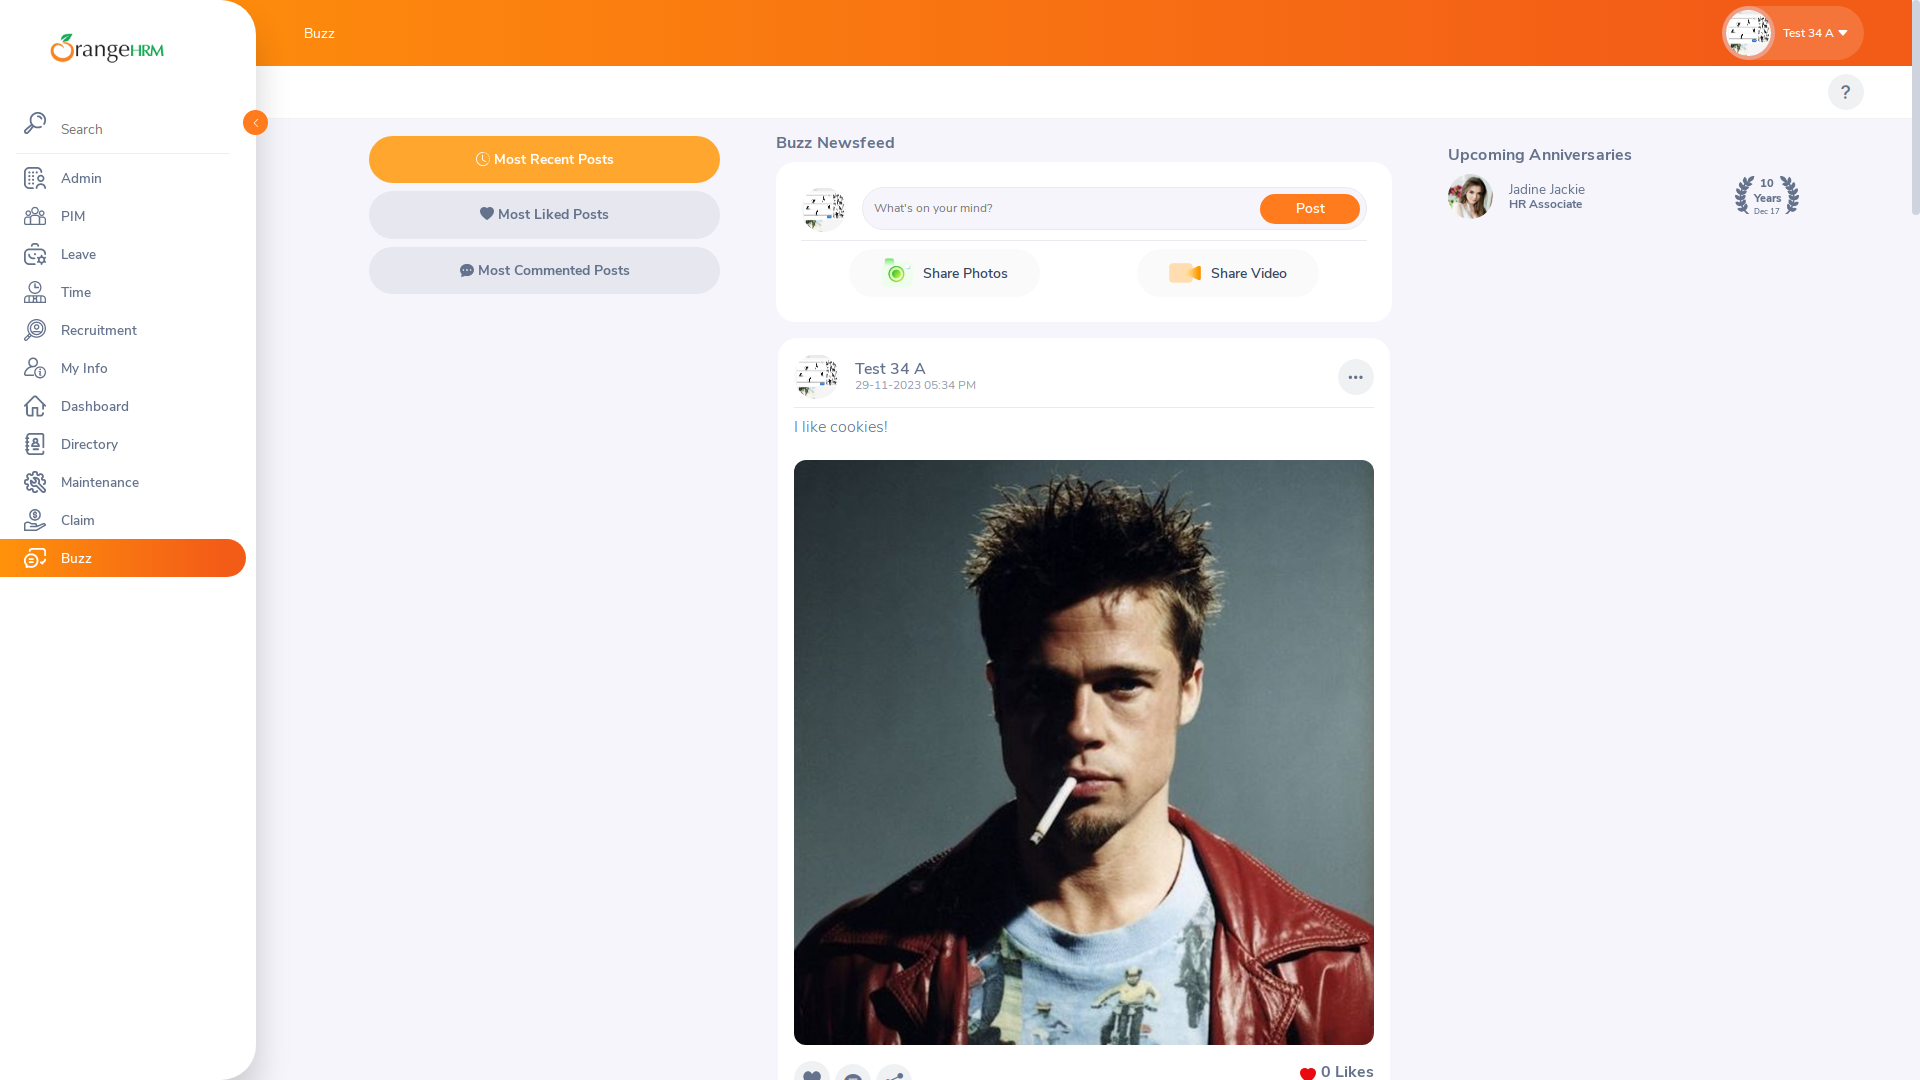 OrangeHRM
Search
Admin
PIM
Leave
Time
Recruitment
My Info
Dashboard
Directory
Maintenance
Claim
Buzz
Buzz
Test 34 A
?
Most Recent Posts
Most Liked Posts
Most Commented Posts
Buzz Newsfeed
What's on your mind?
Post
Share Photos
Share Video
Test 34 A
29-11-2023 05:34 PM
I like cookies!
0 Likes
Upcoming Anniversaries
Jadine Jackie
HR Associate
10
Years
Dec 17